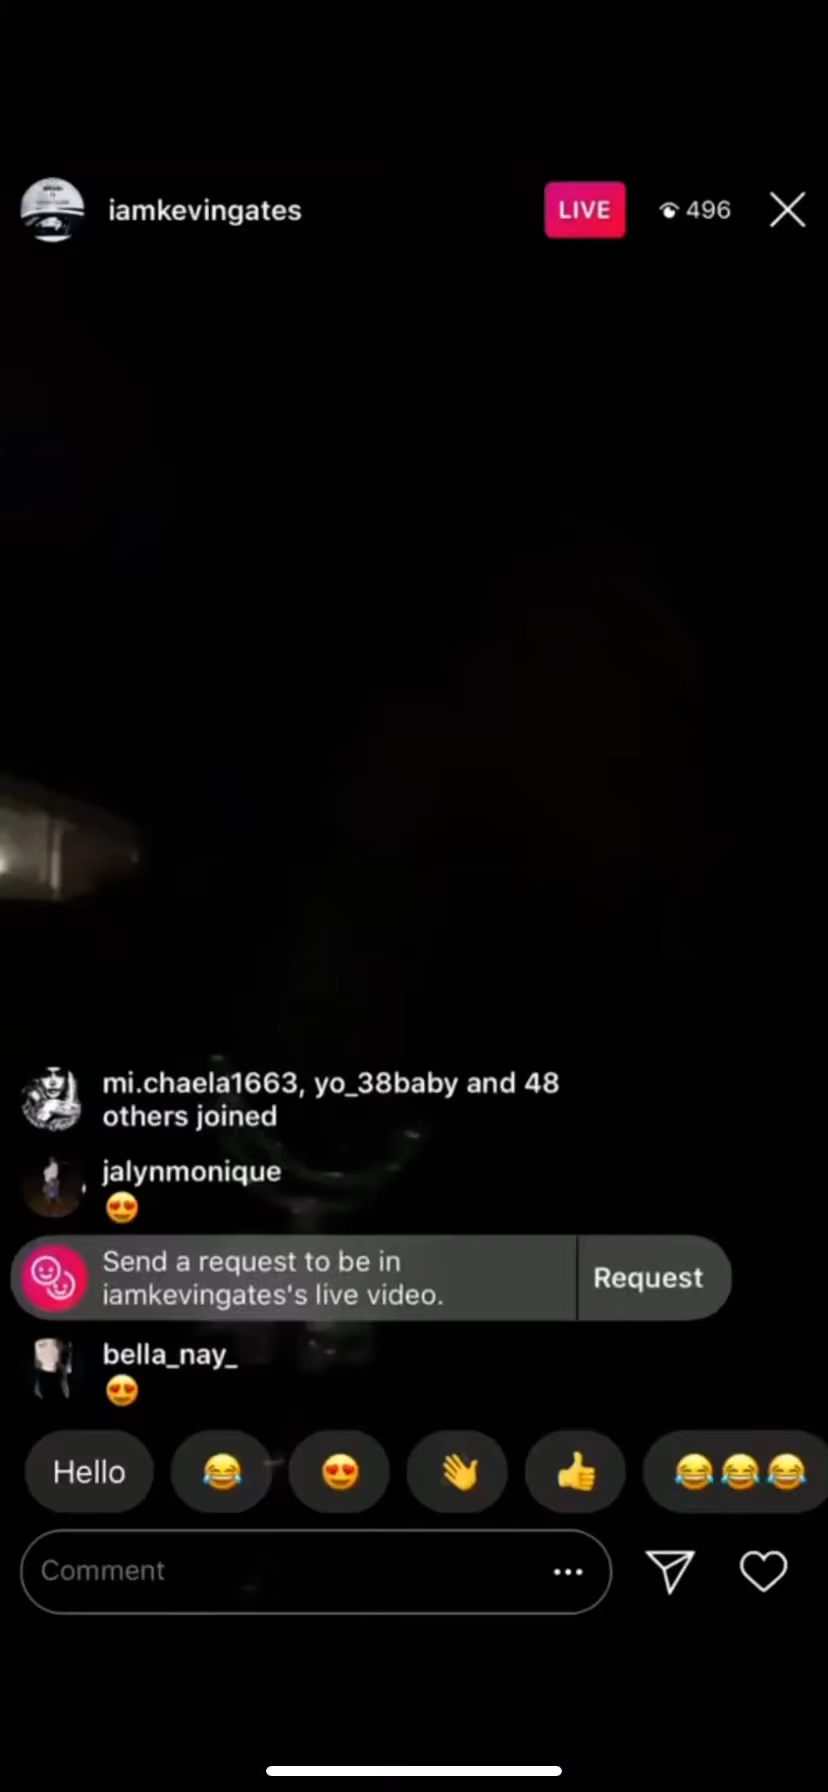 iamkevingates
LIVE
496
mi.chaela1663, yo_38baby and 48
others joined
jalynmonique
😍
Send a request to be in
iamkevingates's live video.
Request
bella_nay_
😍
Hello 😂 😍 👋 👍 😂😂😂
Comment